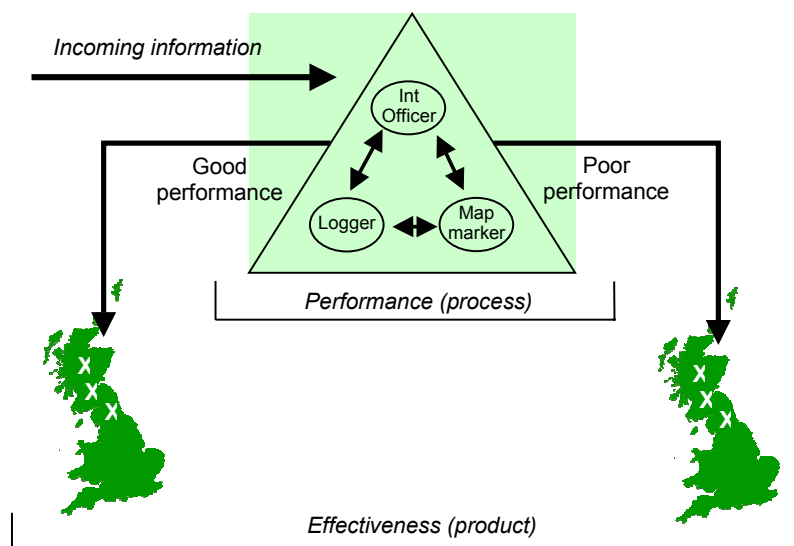 Incoming information
Int
Officer
Good
performance
Poor
performance
Logger
Map
marker
Performance (process)
X
X
X
X
X
X
Effectiveness (product)